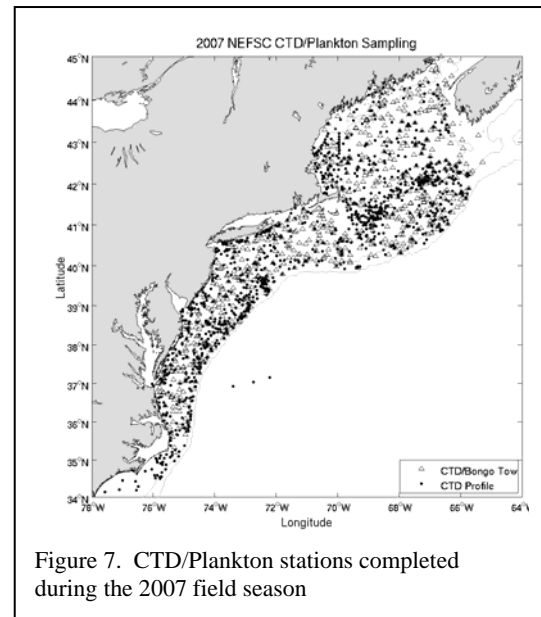 2007 NEFSC CTD/Plankton Sampling
45°N
44°N
43°N
42°N
41°N
40°N
39°N
38°N
37°N
36°N
35°N
34°N
Latitude
78°W 76°W 74°W 72°W 70°W 68°W 66°W 64°
Longitude
CTD/Bongo Tow
CTD Profile
Figure 7. CTD/Plankton stations completed
during the 2007 field season